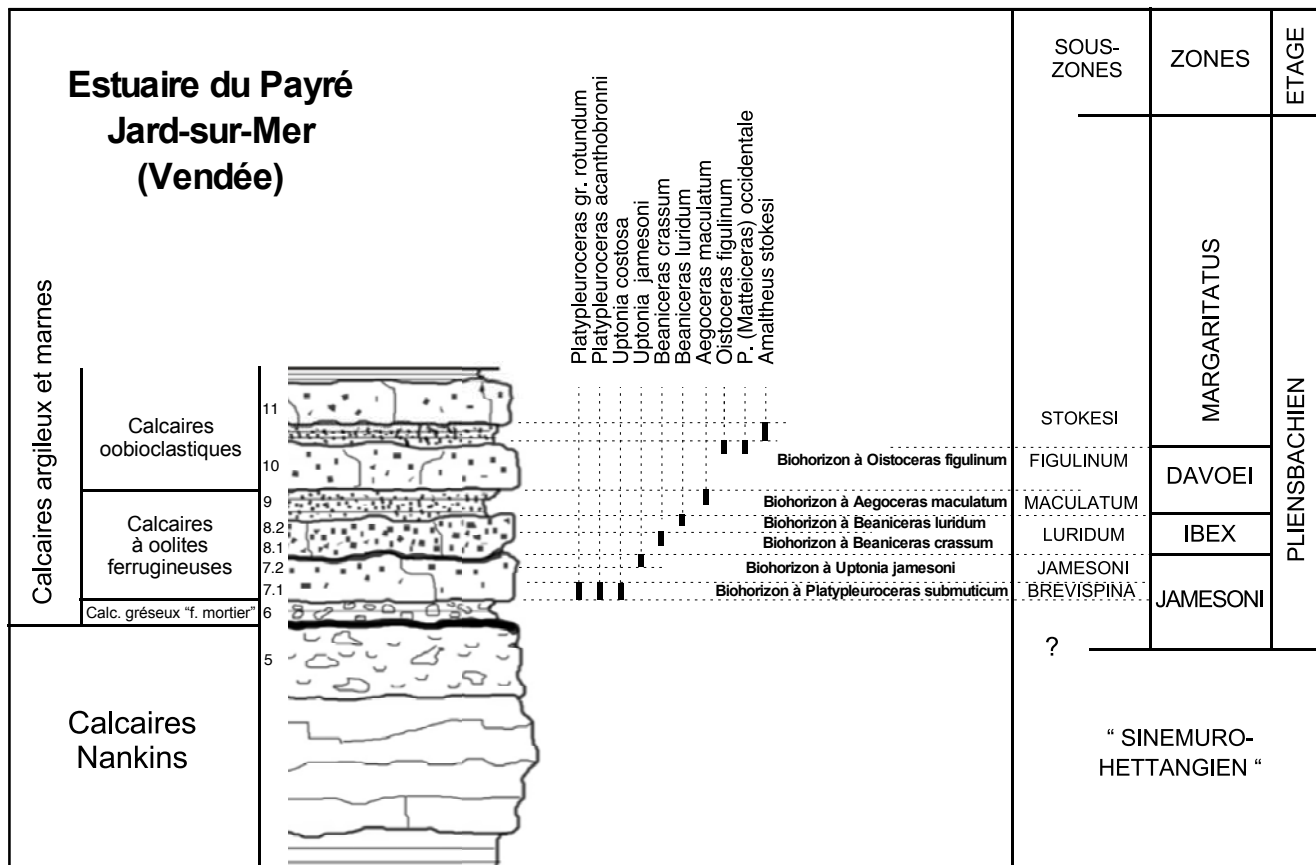 Estuaire du Payré
Jard-sur-Mer
(Vendée)
SOUS-
ZONES
ZONES
ETAGE
Platypleuroceras gr. rotundum
Platypleuroceras acanthobronni
Uptonia costosa
Uptonia jamesoni
Beaniceras crassum
Beaniceras luridum
Aegoceras maculatum
Oistoceras figulinum
P. (Matteiceras) occidentale
Amaltheus stokesi
Calcaires argileux et marnes
Calcaires
oobioclastiques
Calcaires
à oolites
ferrugineuses
Calc. gréseux "f. mortier"
Calcaires
Nankins
11
10
9
8.2
8.1
7.2
7.1
6
5
Biohorizon à Oistoceras figulinum
Biohorizon à Aegoceras maculatum
Biohorizon à Beaniceras luridum
Biohorizon à Beaniceras crassum
Biohorizon à Uptonia jamesoni
Biohorizon à Platypleuroceras submuticum
STOKESI
FIGULINUM
MACULATUM
LURIDUM
JAMESONI
BREVISPINA
?
MARGARITATUS
DAVOEI
IBEX
JAMESONI
PLIENSBACHIEN
“ SINEMURO-
HETTANGIEN “